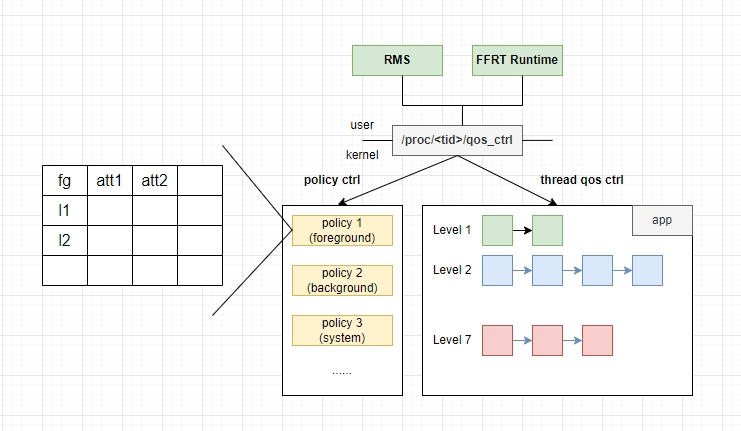 RMS
FFRT Runtime
user
/proc/<tid>/qos_ctrl
kernel
policy ctrl
thread qos ctrl
fg att1 att2
l1
l2
policy 1
(foreground)
policy 2
(background)
policy 3
(system)
......
app
Level 1
Level 2
Level 7